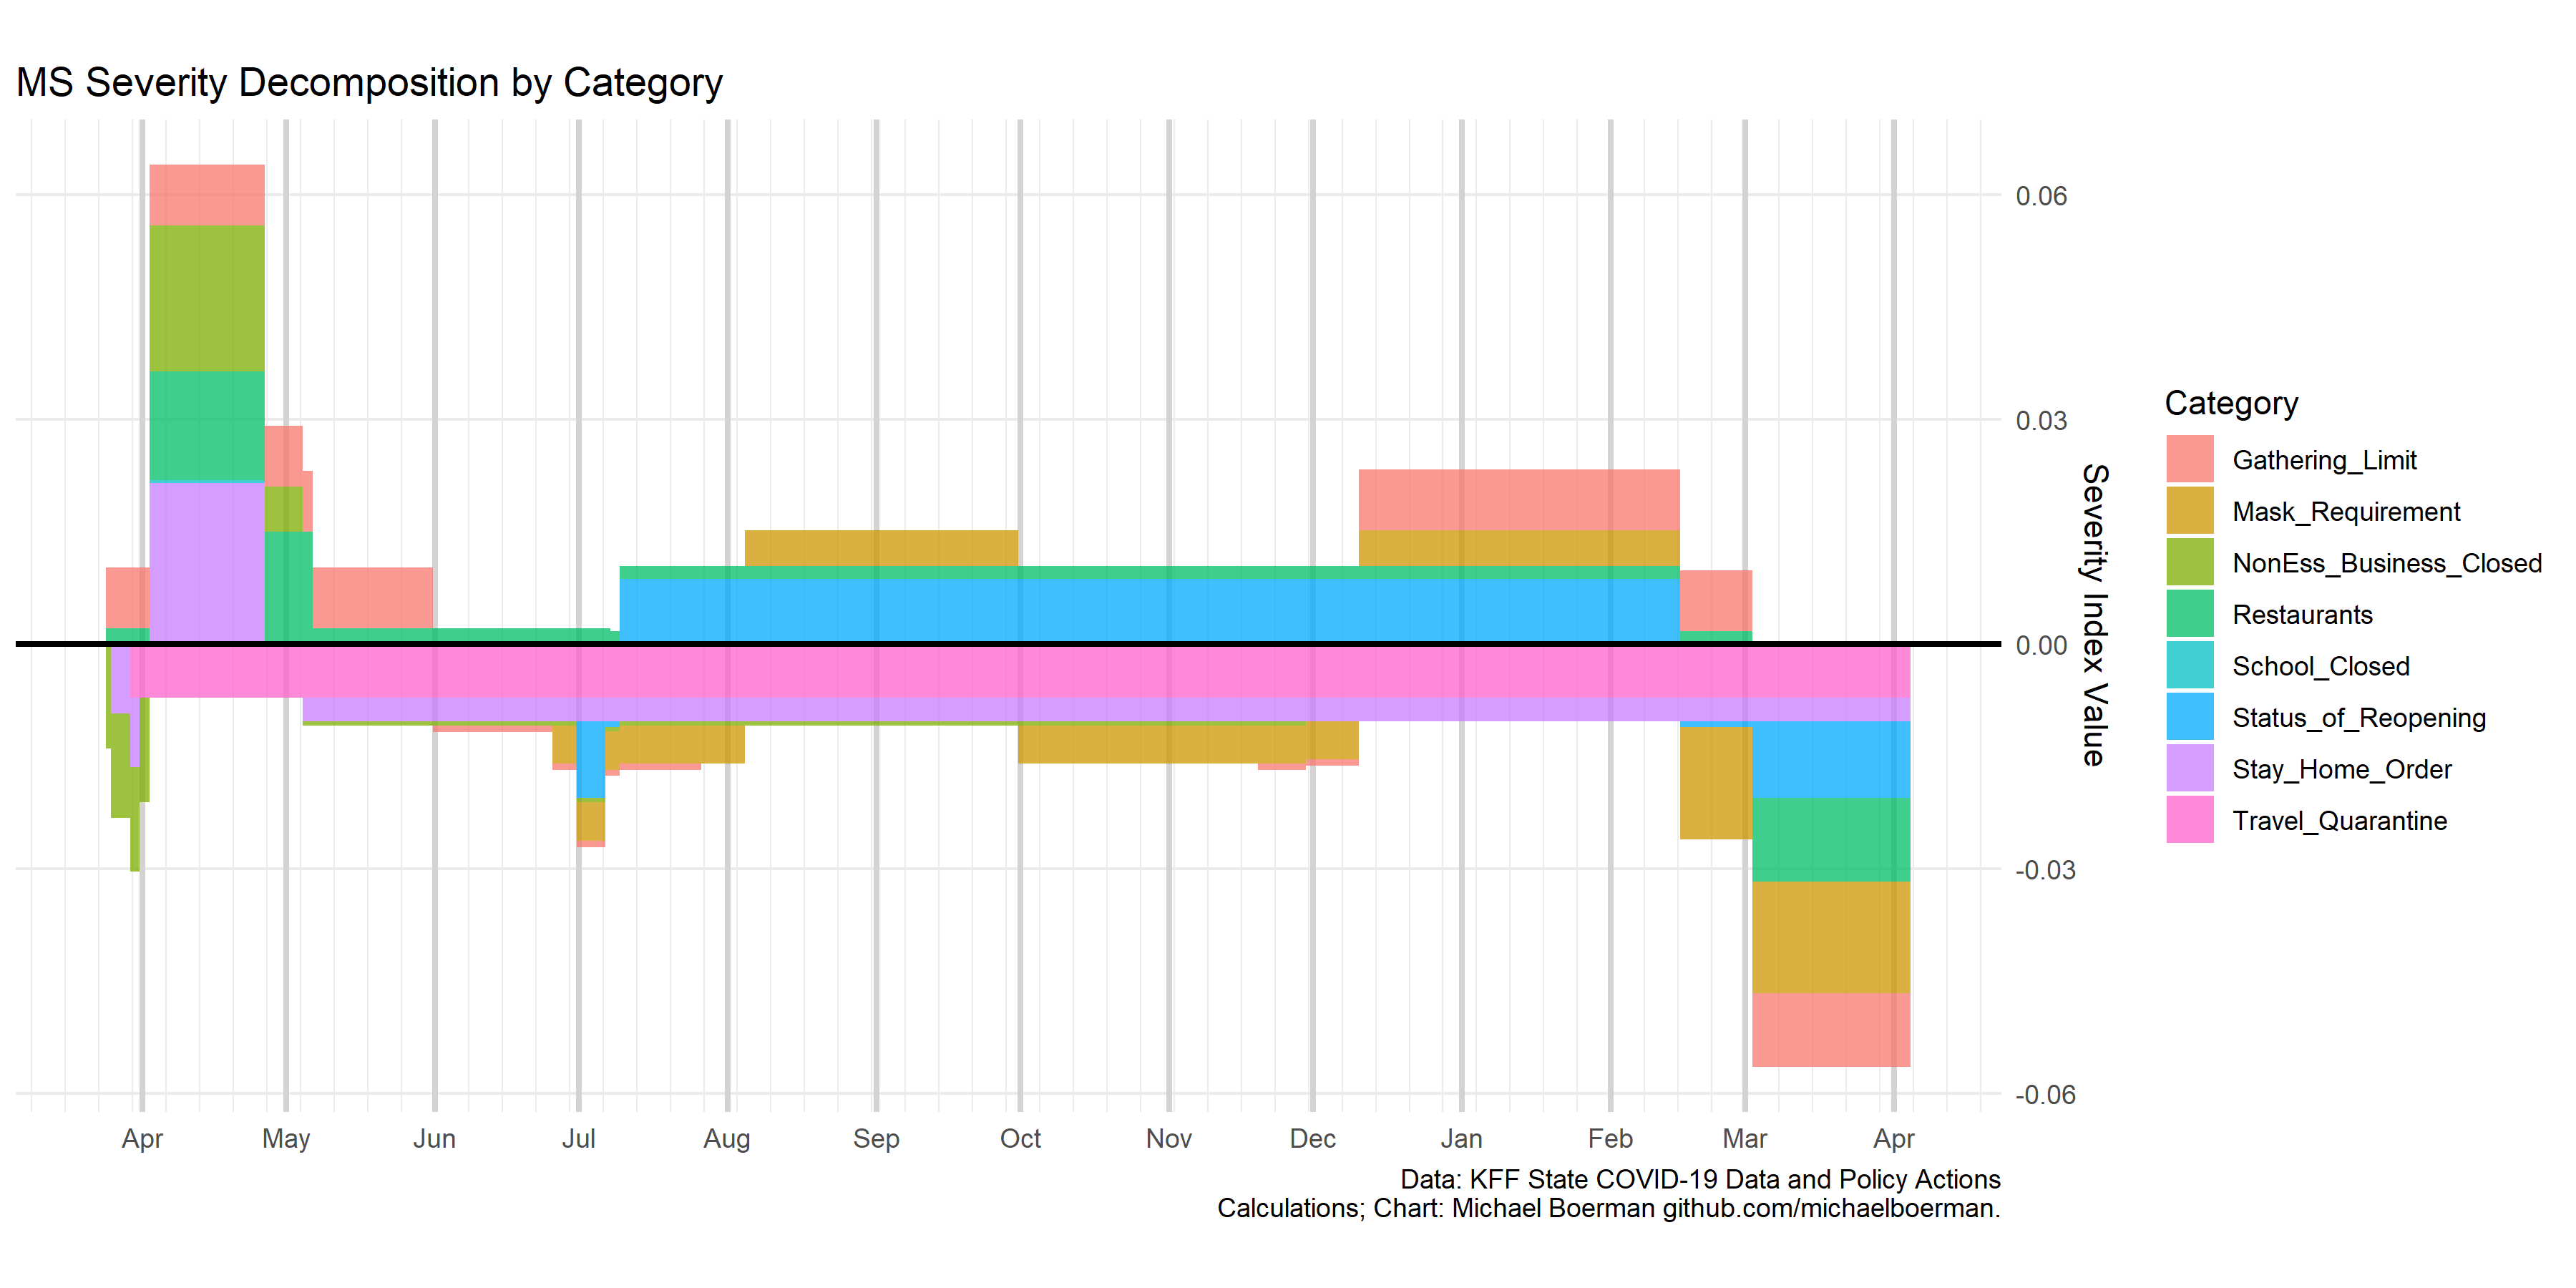 MS Severity Decomposition by Category
0.06
0.03
0.00
-0.03
-0.06
Severity Index Value
Apr May Jun Jul Aug Sep Oct Nov Dec Jan Feb Mar Apr
Category
Gathering_Limit
Mask_Requirement
NonEss_Business_Closed
Restaurants
School_Closed
Status_of_Reopening
Stay_Home_Order
Travel_Quarantine
Data: KFF State COVID-19 Data and Policy Actions
Calculations; Chart: Michael Boerman github.com/michaelboerman.